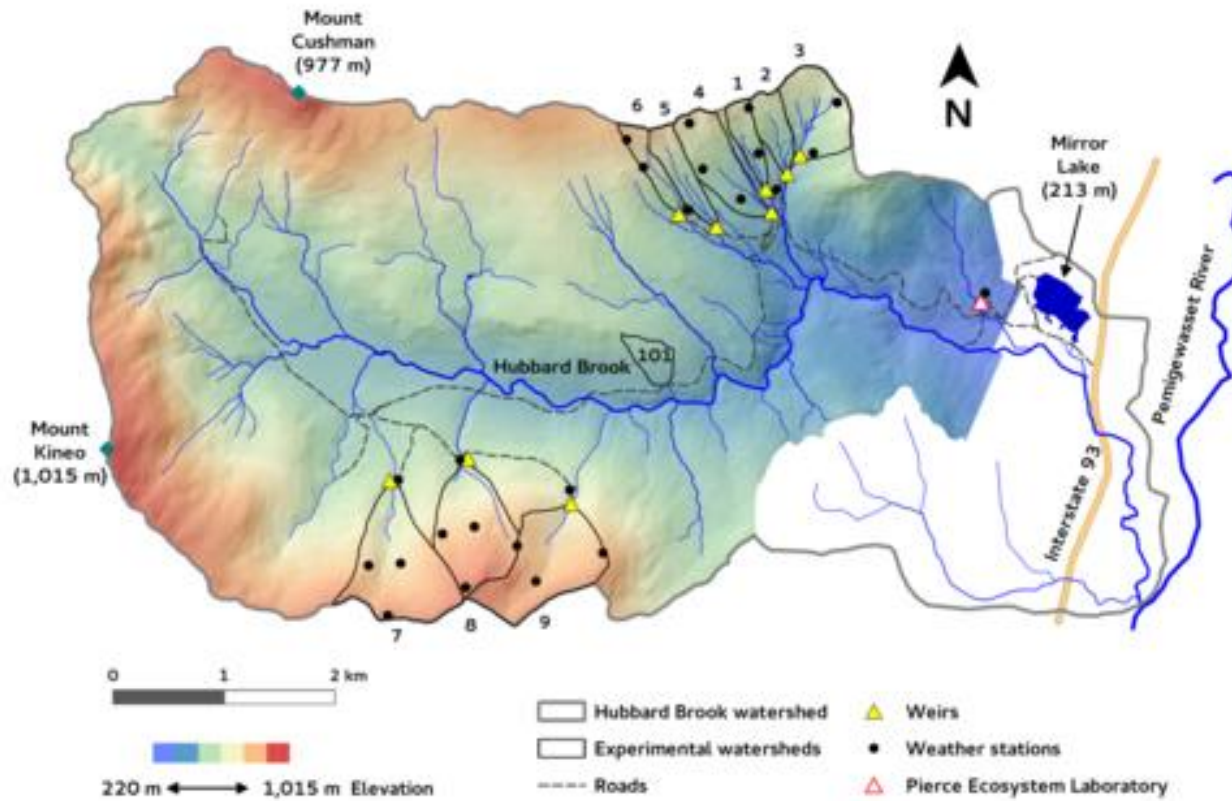 Mount
Cushman
(977 m)
6
5
4
1
2
3
N
Mirror
Lake
(213 m)
Hubbard Brook
101
Mount
Kineo
(1,015 m)
Interstate 93
Pemigewasset River
7
8
9
0
1
2 km
220 m
1,015 m
Elevation
Hubbard Brook watershed
Experimental watersheds
Roads
Weirs
Weather stations
Pierce Ecosystem Laboratory